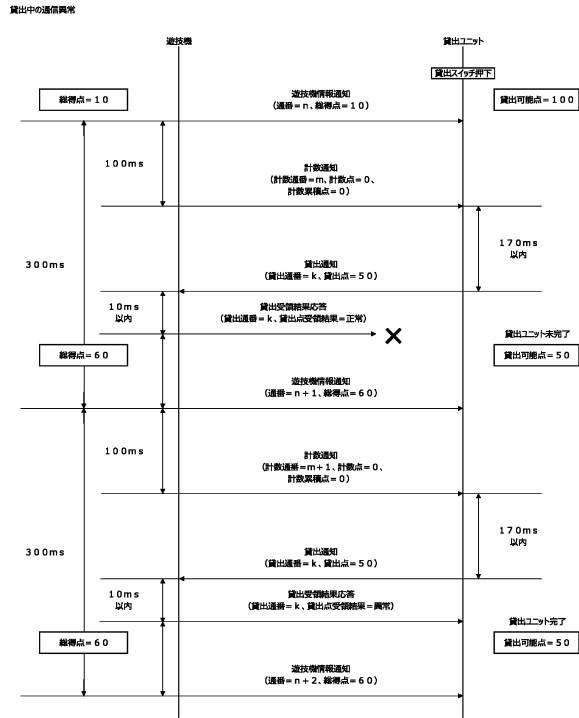 貸出中の通信異常
遊技機
貸出ユニット
貸出スイッチ押下
総得点=10
遊技機情報通知
(通番=n、総得点=10)
貸出可能点=100
100ms
計数通知
(計数通番=m、計数点=0、
計数累積点=0)
170ms
以内
300ms
貸出通知
(貸出通番=k、貸出点=50)
10ms
以内
貸出受領結果応答
(貸出通番=k、貸出点受領結果=正常)
貸出ユニット未完了
総得点=60
貸出可能点=50
遊技機情報通知
(通番=n+1、総得点=60)
100ms
計数通知
(計数通番=m+1、計数点=0、
計数累積点=0)
170ms
以内
300ms
貸出通知
(貸出通番=k、貸出点=50)
10ms
以内
貸出受領結果応答
(貸出通番=k、貸出点受領結果=異常)
貸出ユニット完了
総得点=60
貸出可能点=50
遊技機情報通知
(通番=n+2、総得点=60)